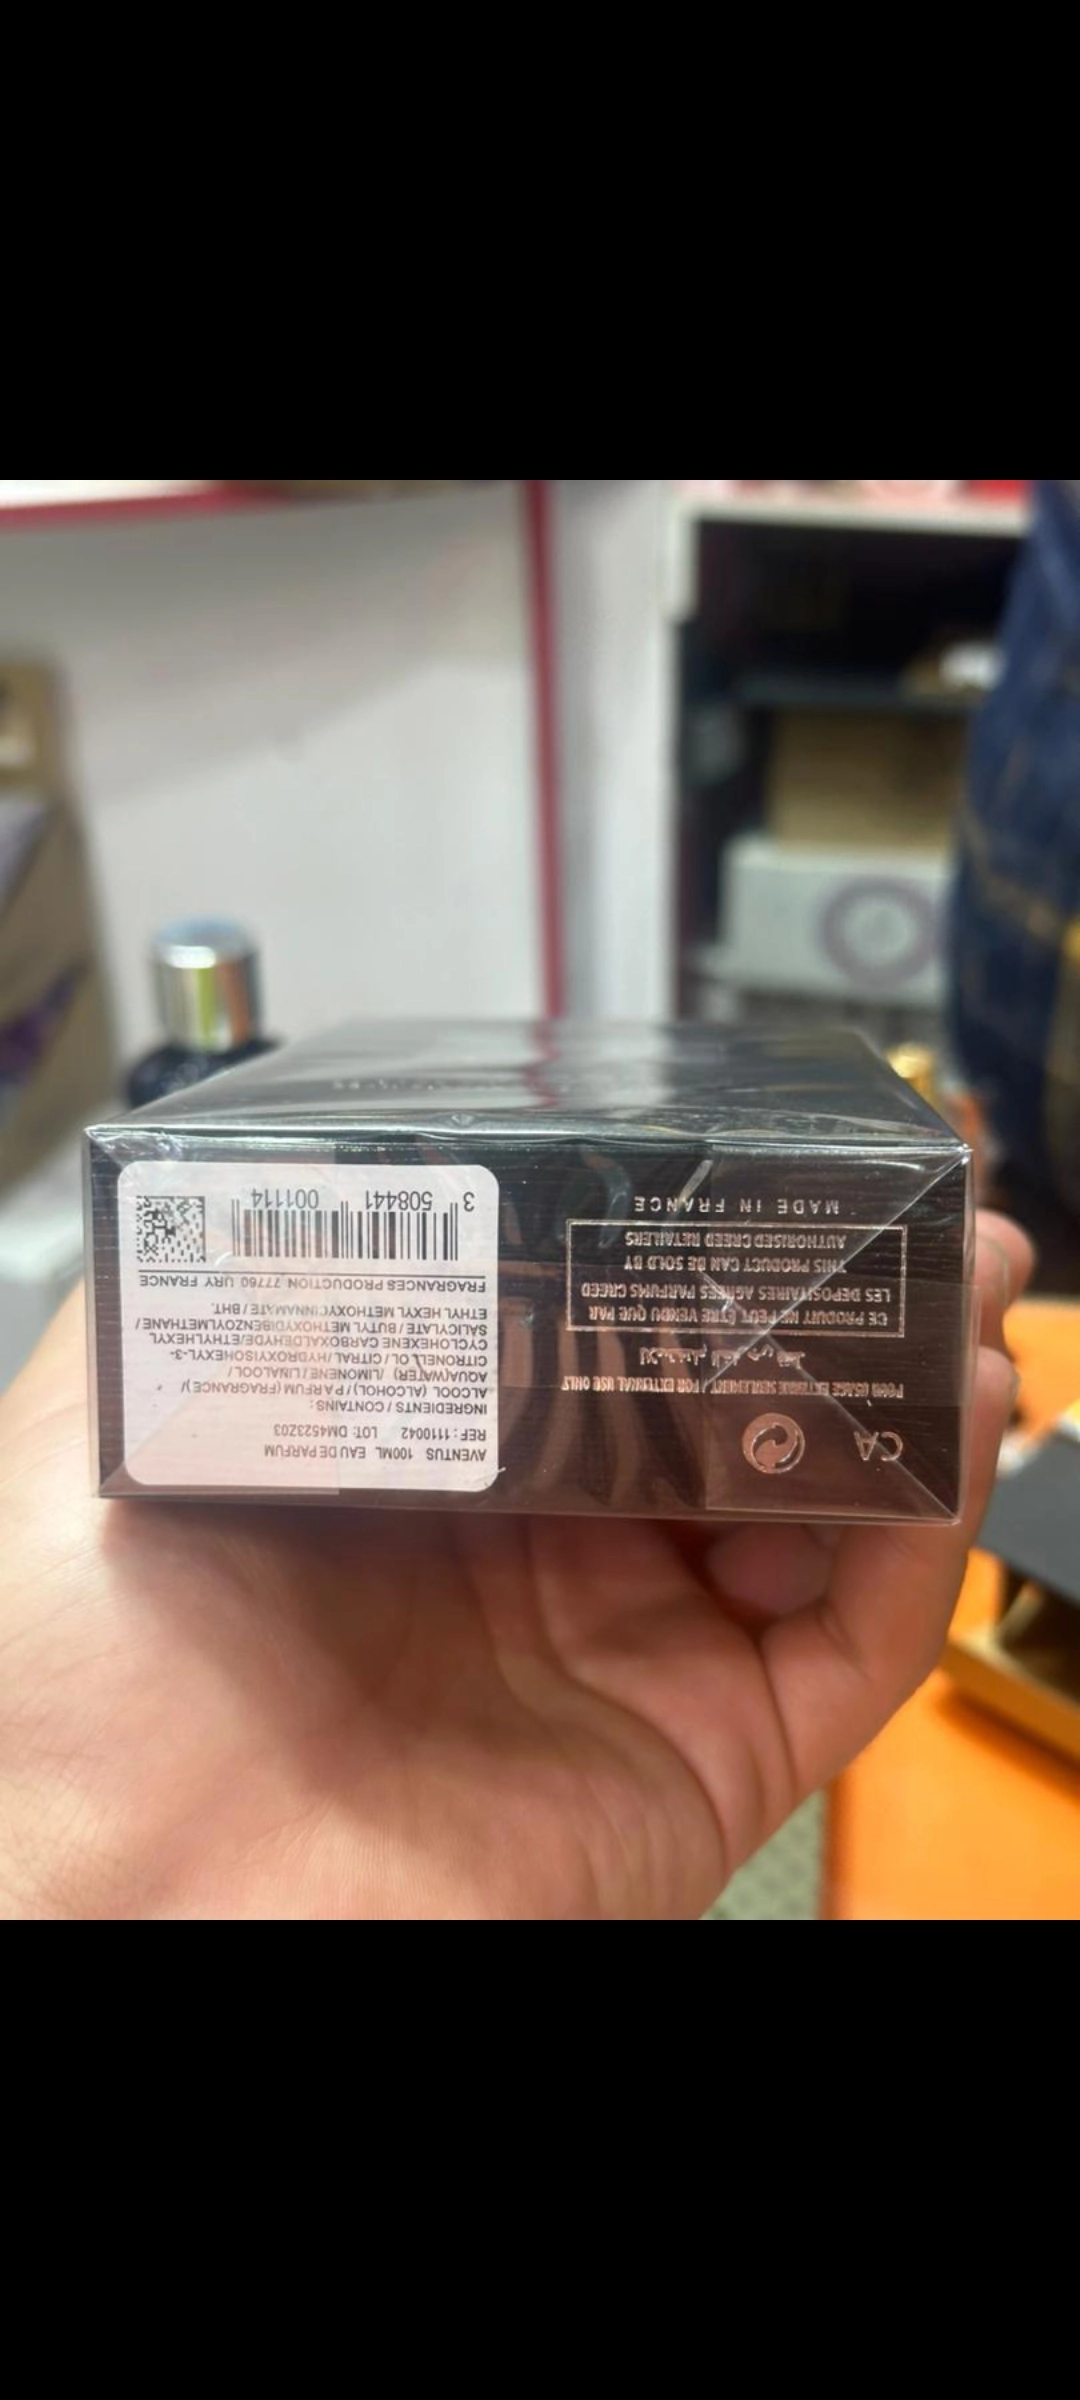 AVENTUS 100ML EAU DE PARFUM
REF: 1110042 LOT: DM4523Z03
INGREDIENTS / CONTAINS:
ALCOOL (ALCOHOL) / PARFUM (FRAGRANCE) /
AQUA(WATER) /LIMONENE / LINALOOL /
CITRONELL OL / CITRAL / HYDROXYISOHEXYL-3-
CYCLOHEXENE CARBOXALDEHYDE/ETHYLHEXYL
SALICYLATE / BUTYL METHOXYDIBENZOYLMETHANE /
ETHYL HEXYL METHOXYCINNAMATE / BHT.
FRAGRANCES PRODUCTION 77760 URY FRANCE
3 508441 001114
CA
POUR USAGE EXTERNE SEULEMENT / FOR EXTERNAL USE ONLY
CE PRODUIT NE PEUT ÊTRE VENDU QUE PAR
LES DEPOSITAIRES AGREES PARFUMS CREED
THIS PRODUCT CAN BE SOLD BY
AUTHORISED CREED RETAILERS
MADE IN FRANCE